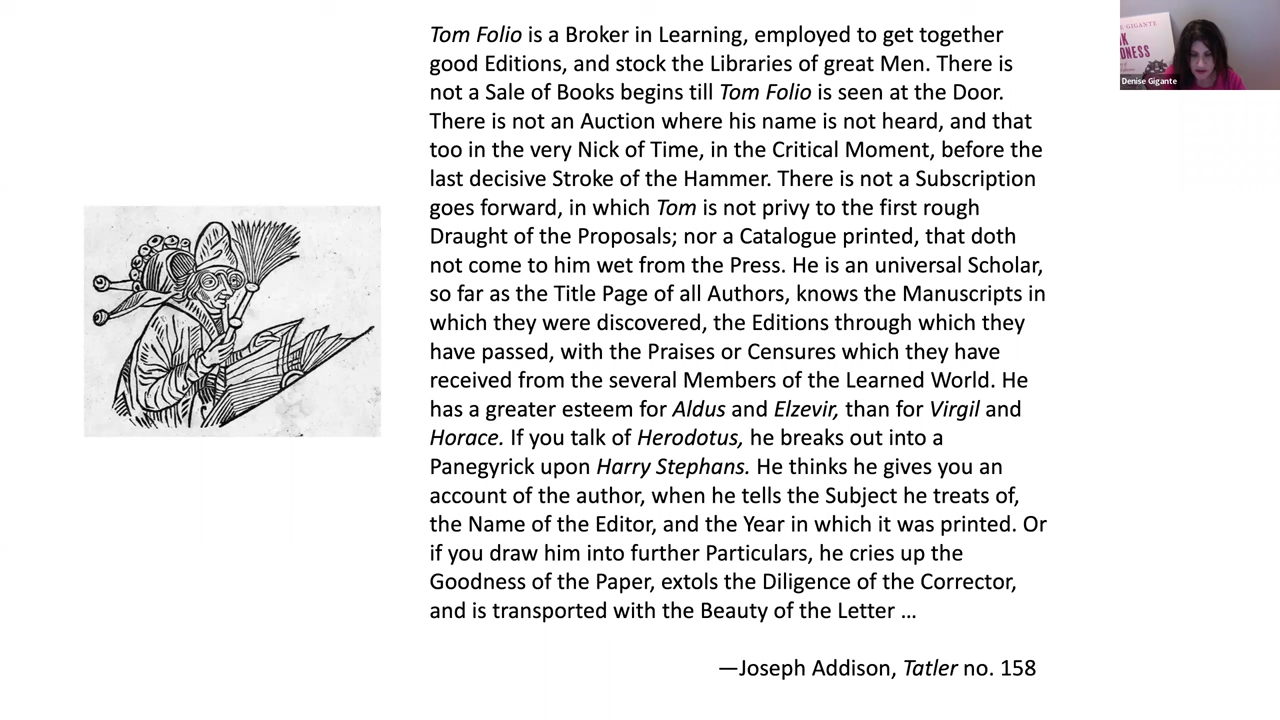 Tom Folio is a Broker in Learning, employed to get together
good Editions, and stock the Libraries of great Men. There is
not a Sale of Books begins till Tom Folio is seen at the Door.
There is not an Auction where his name is not heard, and that
too in the very Nick of Time, in the Critical Moment, before the
last decisive Stroke of the Hammer. There is not a Subscription
goes forward, in which Tom is not privy to the first rough
Draught of the Proposals; nor a Catalogue printed, that doth
not come to him wet from the Press. He is an universal Scholar,
so far as the Title Page of all Authors, knows the Manuscripts in
which they were discovered, the Editions through which they
have passed, with the Praises or Censures which they have
received from the several Members of the Learned World. He
has a greater esteem for Aldus and Elzevir, than for Virgil and
Horace. If you talk of Herodotus, he breaks out into a
Panegyrick upon Harry Stephans. He thinks he gives you an
account of the author, when he tells the Subject he treats of,
the Name of the Editor, and the Year in which it was printed. Or
if you draw him into further Particulars, he cries up the
Goodness of the Paper, extols the Diligence of the Corrector,
and is transported with the Beauty of the Letter …
—Joseph Addison, Tatler no. 158
E GIGANTE
OK
DNESS
Denise Gigante